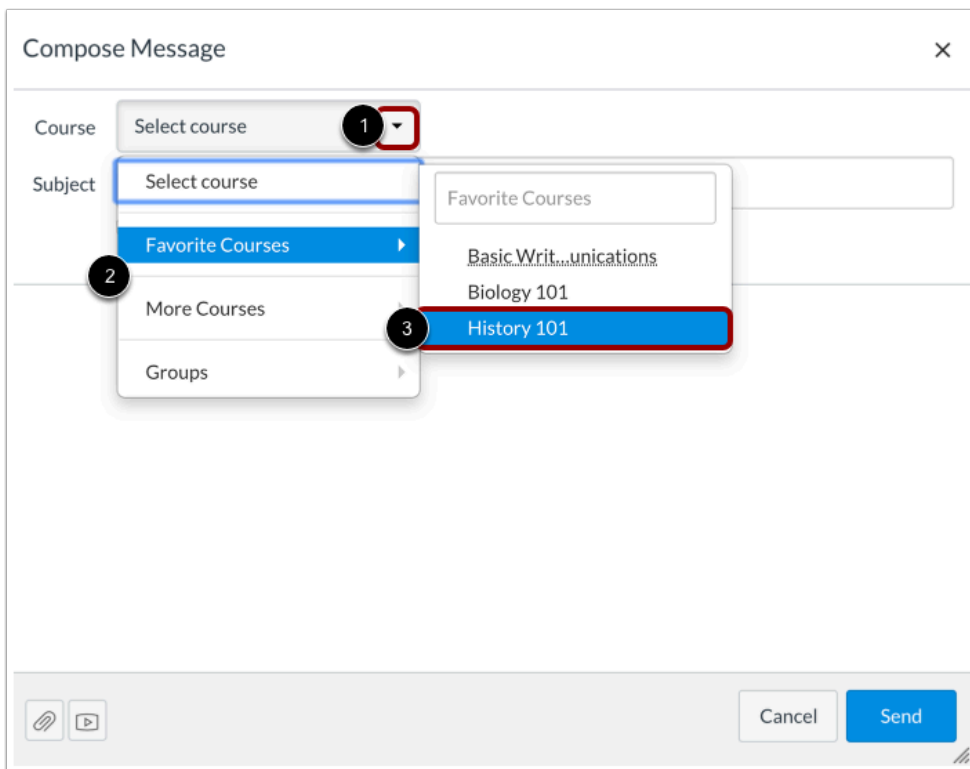 Compose Message
Course
Select course
1
Subject
Select course
Favorite Courses
Favorite Courses
2
Basic Writ...unications
Biology 101
More Courses
3
History 101
Groups
Cancel
Send